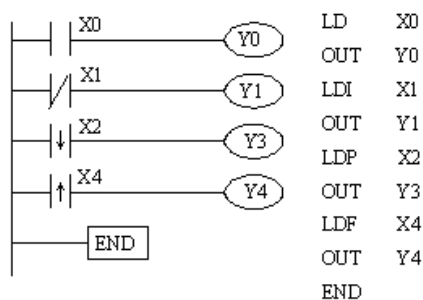 X0
Y0
X1
Y1
X2
Y3
X4
Y4
END
LD X0
OUT Y0
LDI X1
OUT Y1
LDP X2
OUT Y3
LDF X4
OUT Y4
END